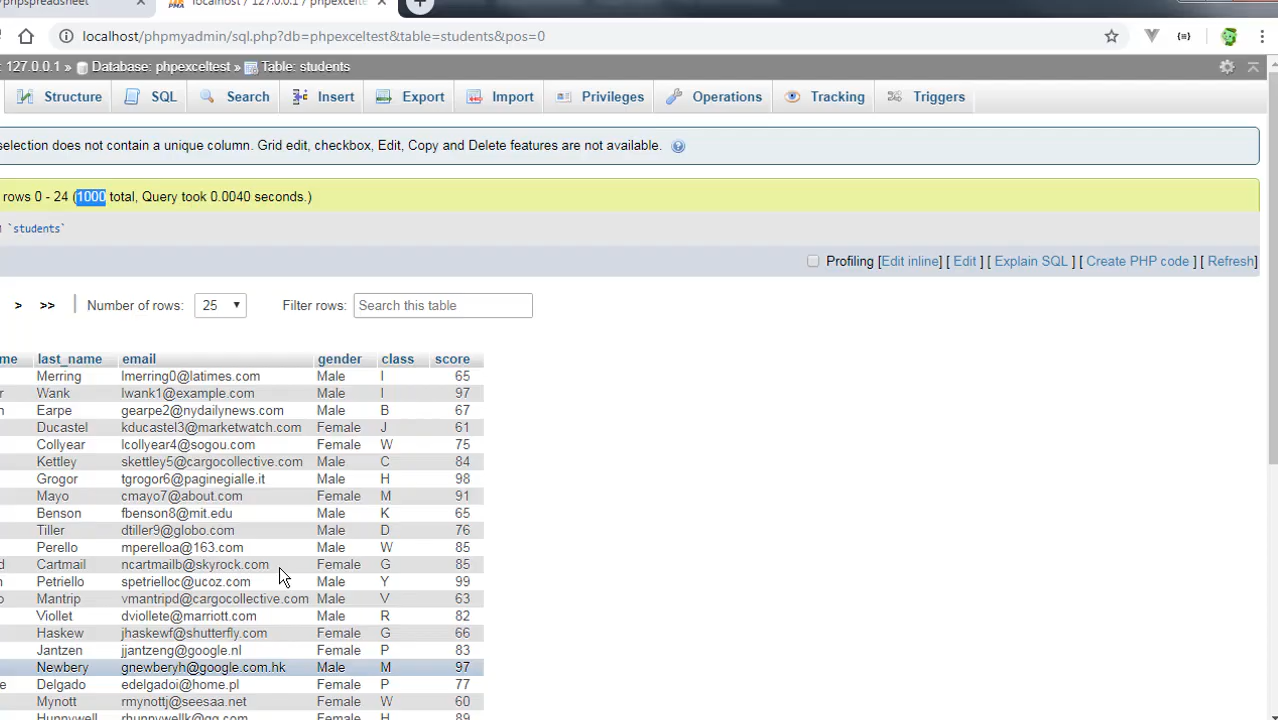 phpspreadsheet
localhost / 127.0.0.1 / phpexcelte
localhost/phpmyadmin/sql.php?db=phpexceltest&table=students&pos=0
127.0.0.1 » Database: phpexceltest » Table: students
Structure SQL Search Insert Export Import Privileges Operations Tracking Triggers
selection does not contain a unique column. Grid edit, checkbox, Edit, Copy and Delete features are not available.
rows 0 - 24 (1000 total, Query took 0.0040 seconds.)
`students`
Profiling [Edit inline] [ Edit ] [ Explain SQL ] [ Create PHP code ] [ Refresh]
> >> Number of rows: 25 Filter rows: Search this table
me last_name email gender class score
Merring lmerring0@latimes.com Male I 65
r Wank lwank1@example.com Male I 97
n Earpe gearpe2@nydailynews.com Male B 67
Ducastel kducastel3@marketwatch.com Female J 61
Collyear lcollyear4@sogou.com Female W 75
Kettley skettley5@cargocollective.com Male C 84
Grogor tgrogor6@paginegialle.it Male H 98
Mayo cmayo7@about.com Female M 91
Benson fbenson8@mit.edu Male K 65
Tiller dtiller9@globo.com Male D 76
Perello mperelloa@163.com Male W 85
d Cartmail ncartmailb@skyrock.com Female G 85
n Petriello spetrielloc@ucoz.com Male Y 99
o Mantrip vmantripd@cargocollective.com Male V 63
Viollet dviollete@marriott.com Male R 82
Haskew jhaskewf@shutterfly.com Female G 66
Jantzen jjantzeng@google.nl Female P 83
Newbery gnewberyh@google.com.hk Male M 97
e Delgado edelgadoi@home.pl Female P 77
Mynott rmynottj@seesaa.net Female W 60
Hunnywell rhunnywellk@qq.com Female H 89